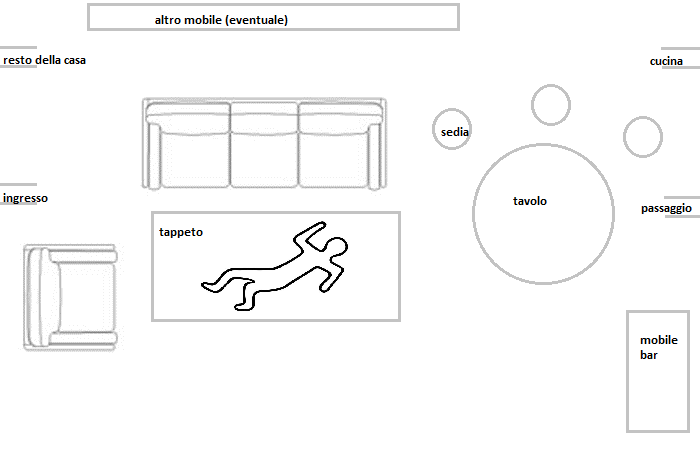 altro mobile (eventuale)
resto della casa
cucina
sedia
ingresso
tavolo
passaggio
tappeto
mobile
bar